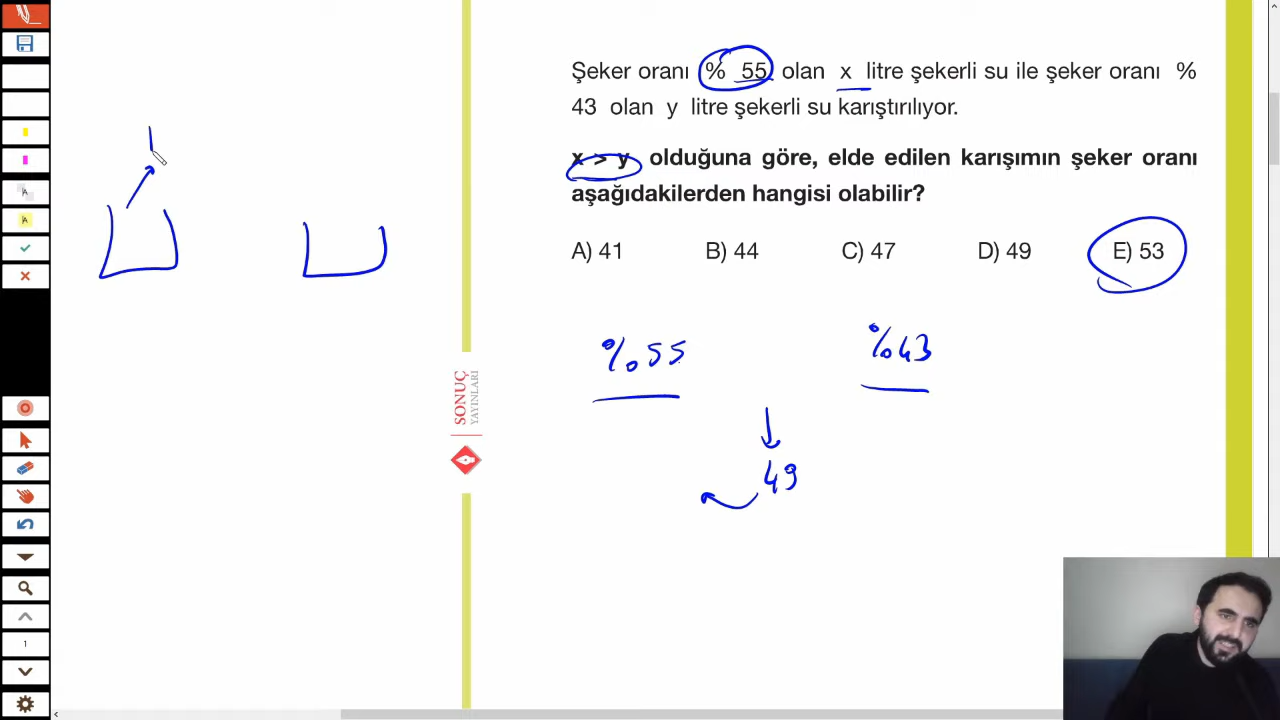 Şeker oranı % 55 olan x litre şekerli su ile şeker oranı %
43 olan y litre şekerli su karıştırılıyor.
x > y olduğuna göre, elde edilen karışımın şeker oranı
aşağıdakilerden hangisi olabilir?
A) 41 B) 44 C) 47 D) 49 E) 53
%55 %43
49
SONUÇ
YAYINLARI
A
A
1